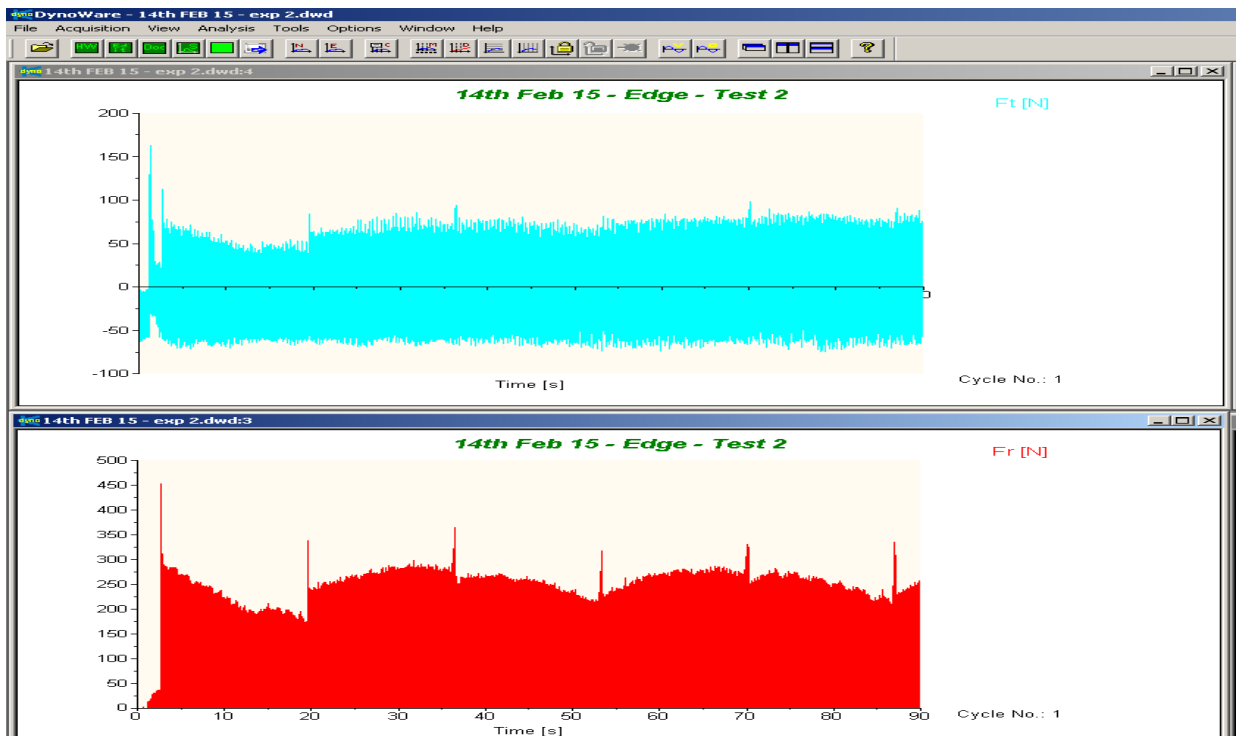 DynoWare - 14th FEB 15 - exp 2.dwd
File Acquisition View Analysis Tools Options Window Help
14th FEB 15 - exp 2.dwd:4
14th Feb 15 - Edge - Test 2
Ft [N]
200
150
100
50
0
-50
-100
Time [s]
Cycle No.: 1
14th FEB 15 - exp 2.dwd:3
14th Feb 15 - Edge - Test 2
Fr [N]
500
450
400
350
300
250
200
150
100
50
0
0 10 20 30 40 50 60 70 80 90
Time [s]
Cycle No.: 1